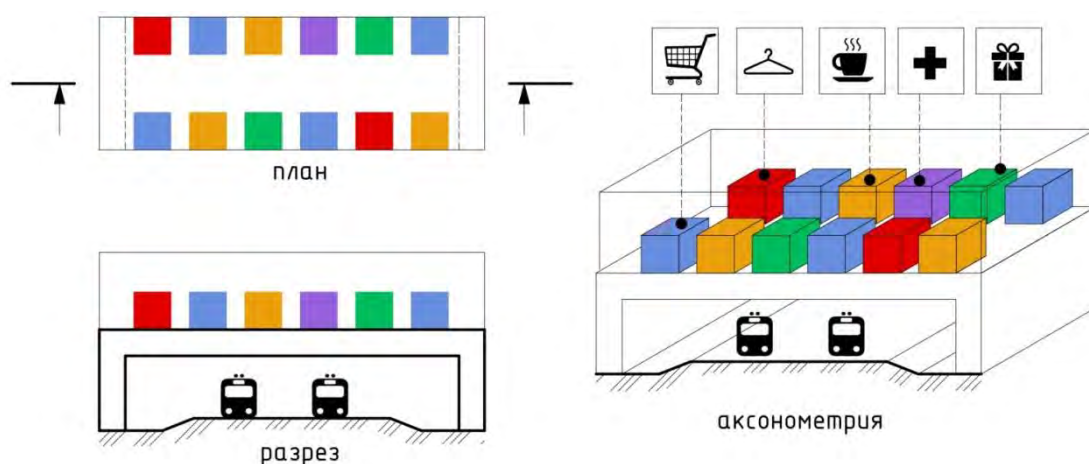 план
разрез
аксонометрия